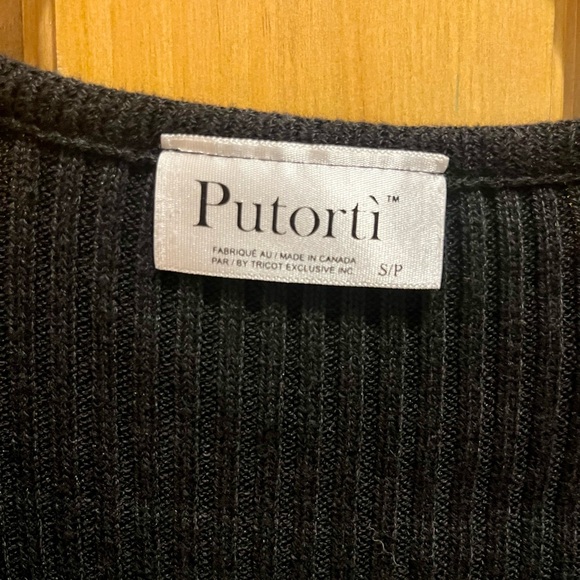 Putortì™
FABRIQUÉ AU / MADE IN CANADA
PAR / BY TRICOT EXCLUSIVE INC.
S/P